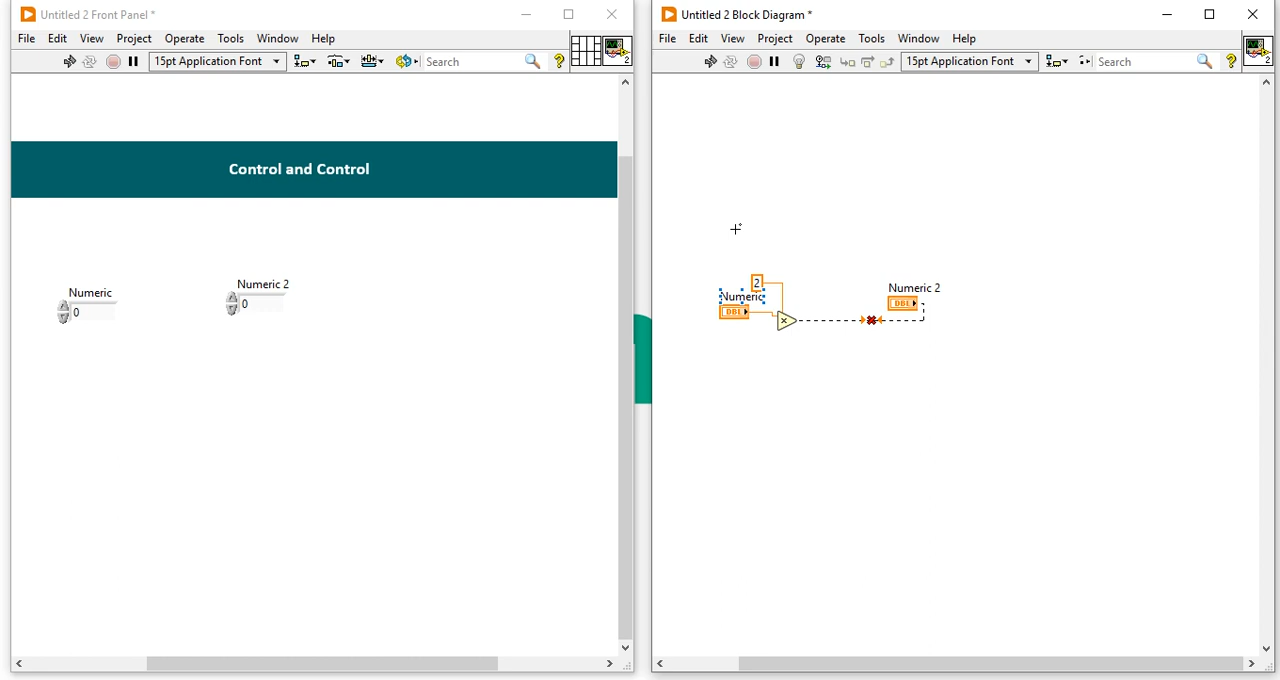 Untitled 2 Front Panel *
File Edit View Project Operate Tools Window Help
15pt Application Font
Search
?
2
Control and Control
Numeric
0
Numeric 2
0
Untitled 2 Block Diagram *
File Edit View Project Operate Tools Window Help
15pt Application Font
Search
?
2
2
Numeric
DBL
×
Numeric 2
DBL